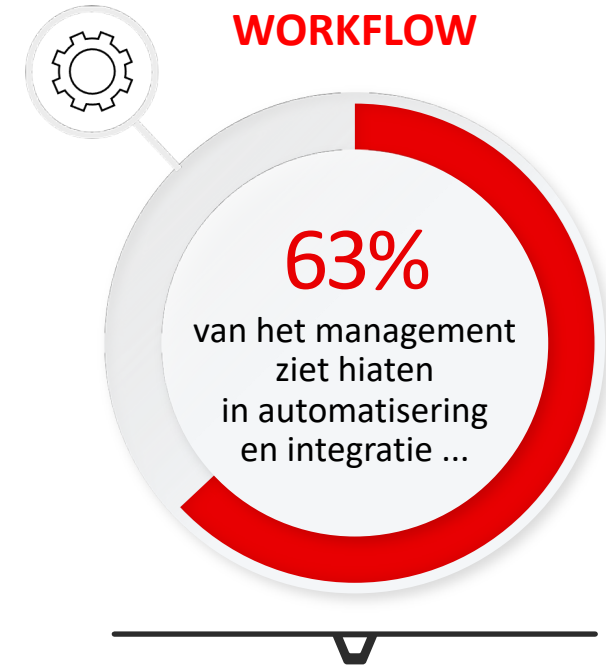 WORKFLOW
63%
van het management
ziet hiaten
in automatisering
en integratie ...